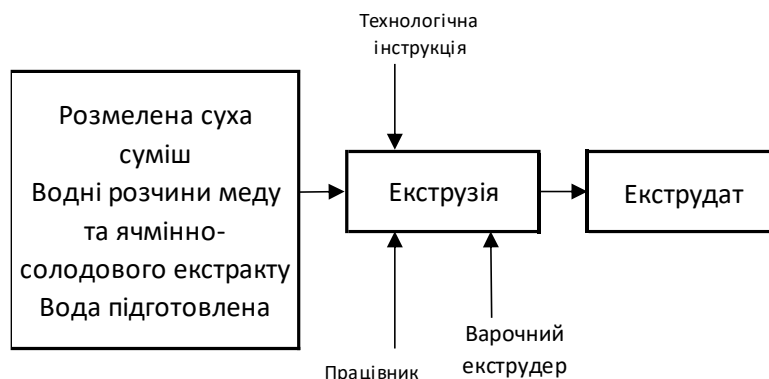 Технологічна
інструкція
Розмелена суха
суміш
Водні розчини меду
та ячмінно-
солодового екстракту
Вода підготовлена
Екструзія
Екструдат
Працівник
Варочний
екструдер